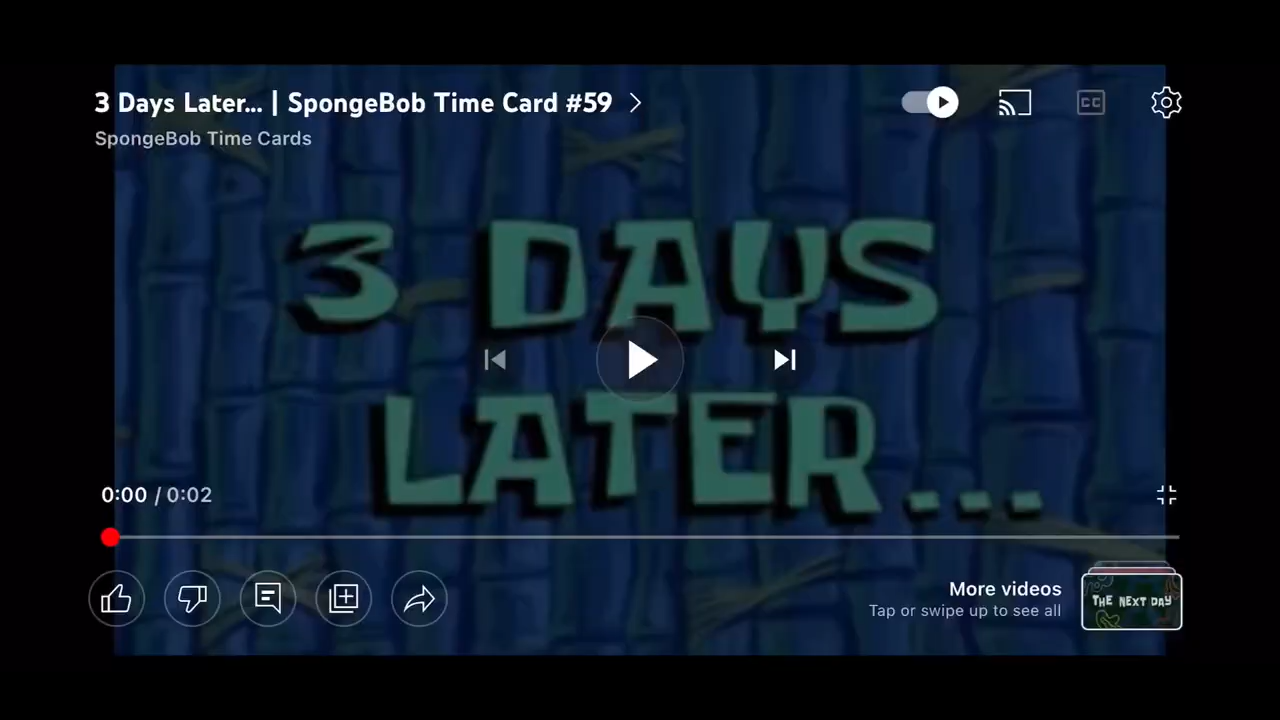 3 Days Later... | SpongeBob Time Card #59
SpongeBob Time Cards
CC
3 DAYS
LATER...
0:00 / 0:02
More videos
Tap or swipe up to see all
THE NEXT DAY